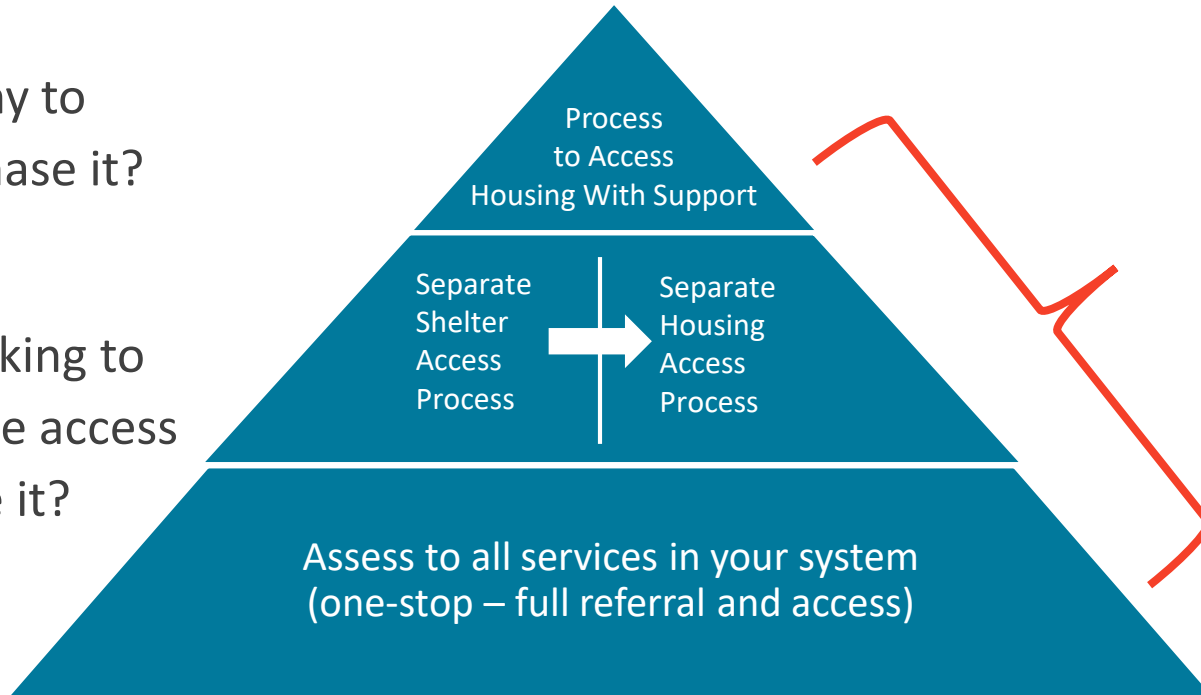 to
it?
king to
access
it?
Process
to Access
Housing With Support
Separate
Shelter
Access
Process
Separate
Housing
Access
Process
Assess to all services in your system
(one-stop – full referral and access)